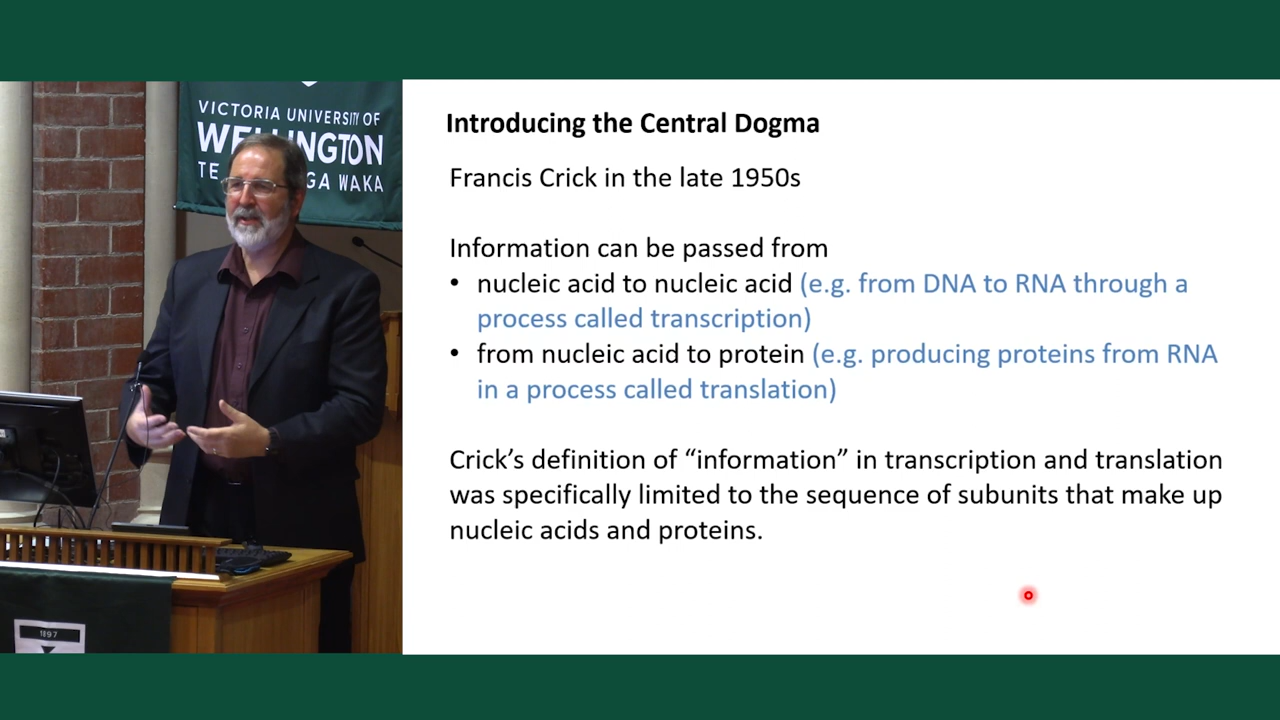 VICTORIA UNIVERSITY OF
WELLINGTON
TE GA WAKA
1897
Introducing the Central Dogma
Francis Crick in the late 1950s
Information can be passed from
• nucleic acid to nucleic acid (e.g. from DNA to RNA through a
process called transcription)
• from nucleic acid to protein (e.g. producing proteins from RNA
in a process called translation)
Crick’s definition of “information” in transcription and translation
was specifically limited to the sequence of subunits that make up
nucleic acids and proteins.